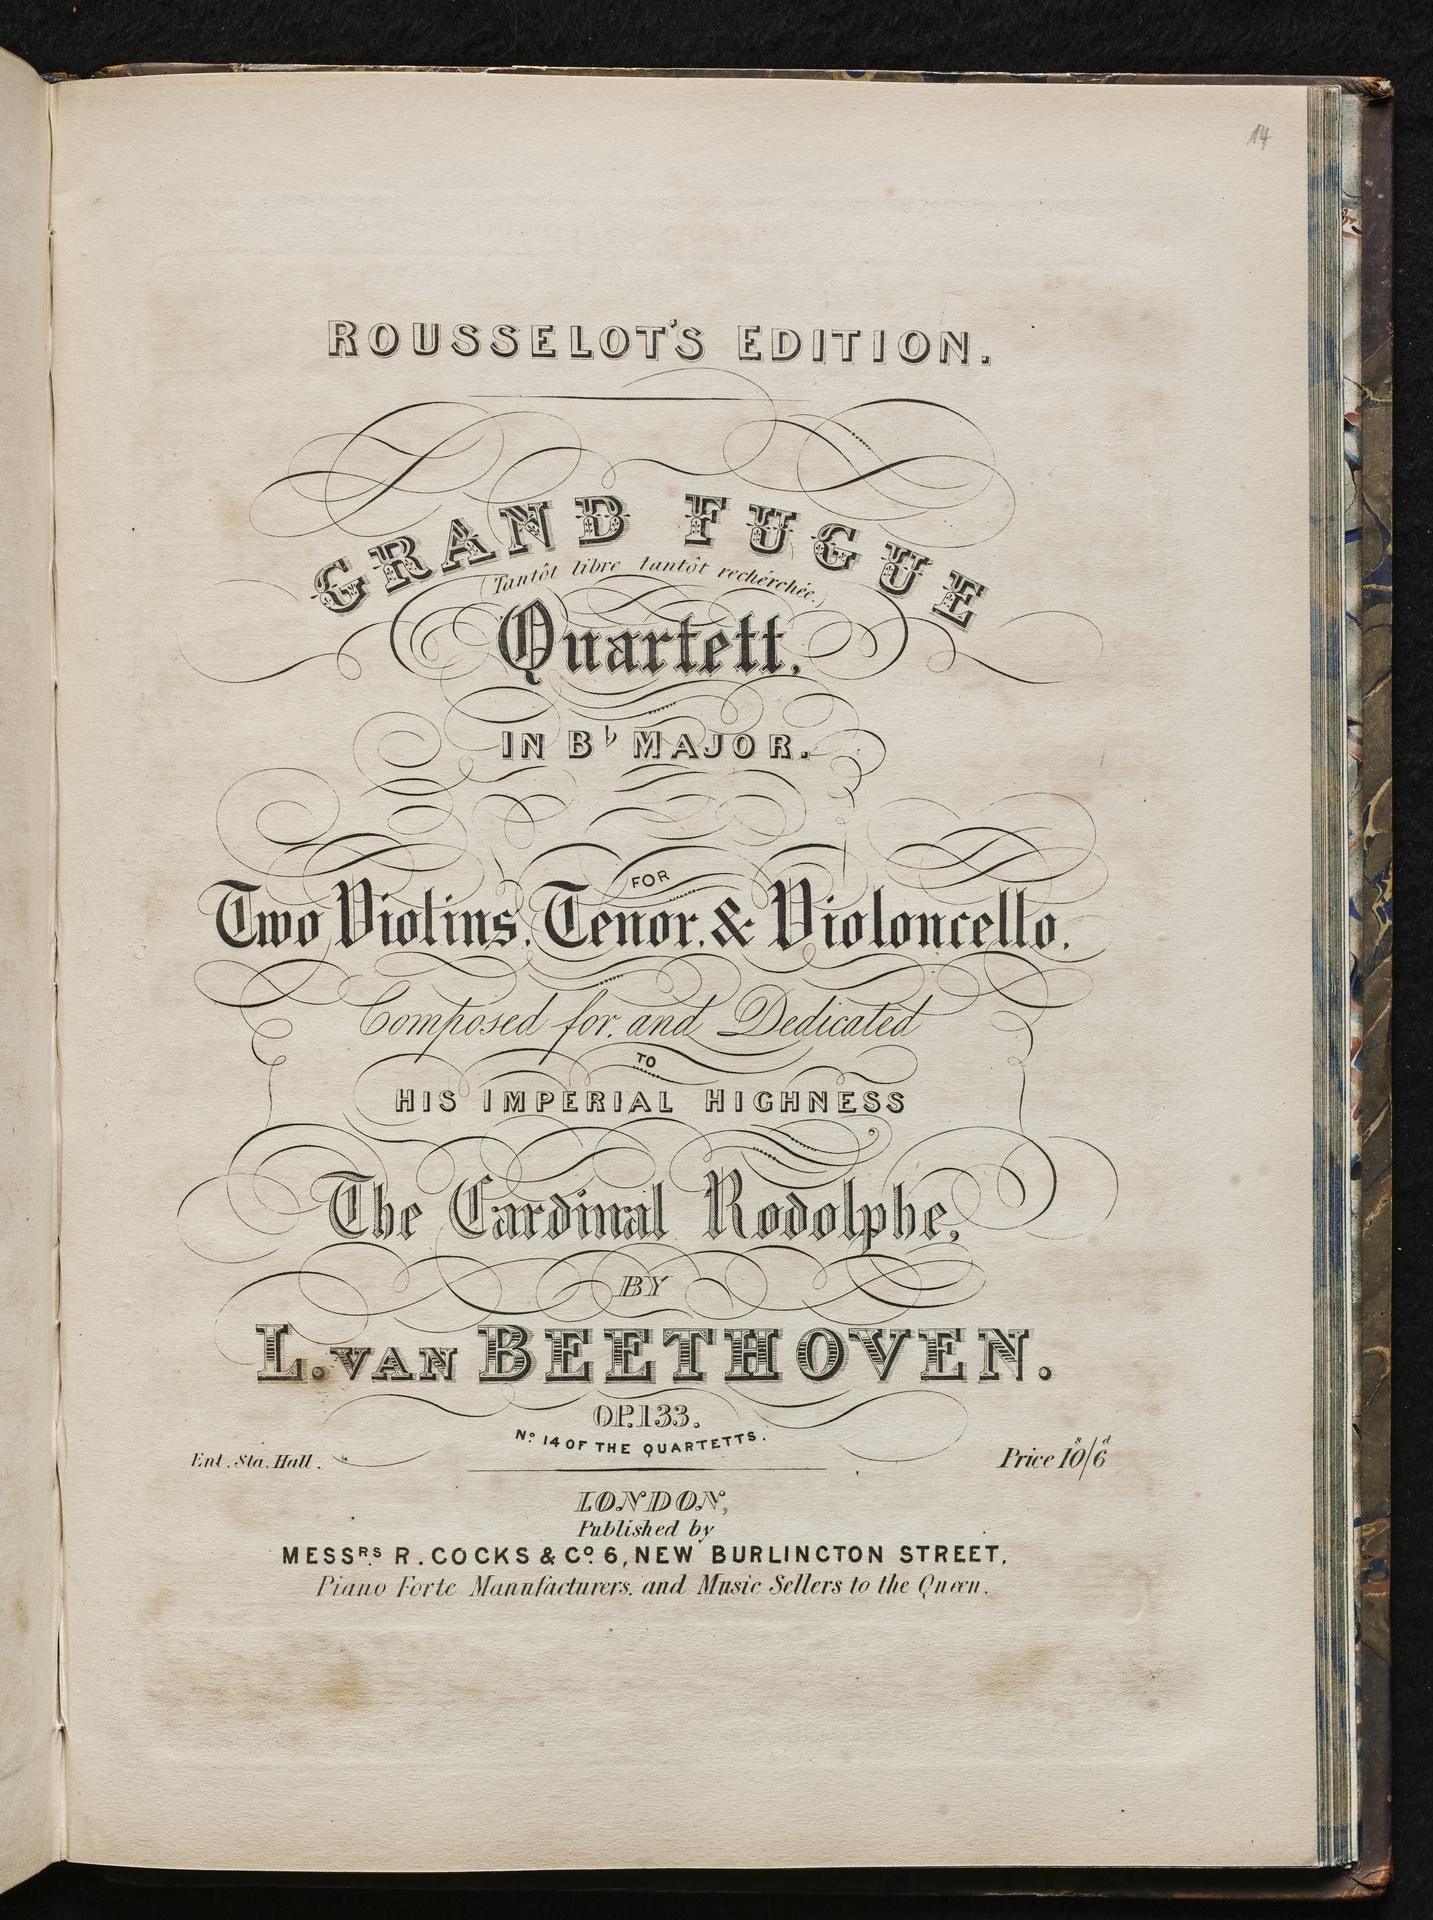 14
ROUSSELOT'S EDITION.
GRAND FUGUE
(Tantôt libre tantôt rechérchée.)
Quartett,
IN B♭ MAJOR.
FOR
Two Violins, Tenor, & Violoncello.
Composed for, and Dedicated
TO
HIS IMPERIAL HIGHNESS
The Cardinal Rodolphe,
BY
L. VAN BEETHOVEN.
OP. 133.
Nº 14 OF THE QUARTETTS.
Ent. Sta. Hall. Price 10s/6d
LONDON,
Published by
MESSRS R. COCKS & Cº 6, NEW BURLINGTON STREET,
Piano Forte Manufacturers, and Music Sellers to the Queen.